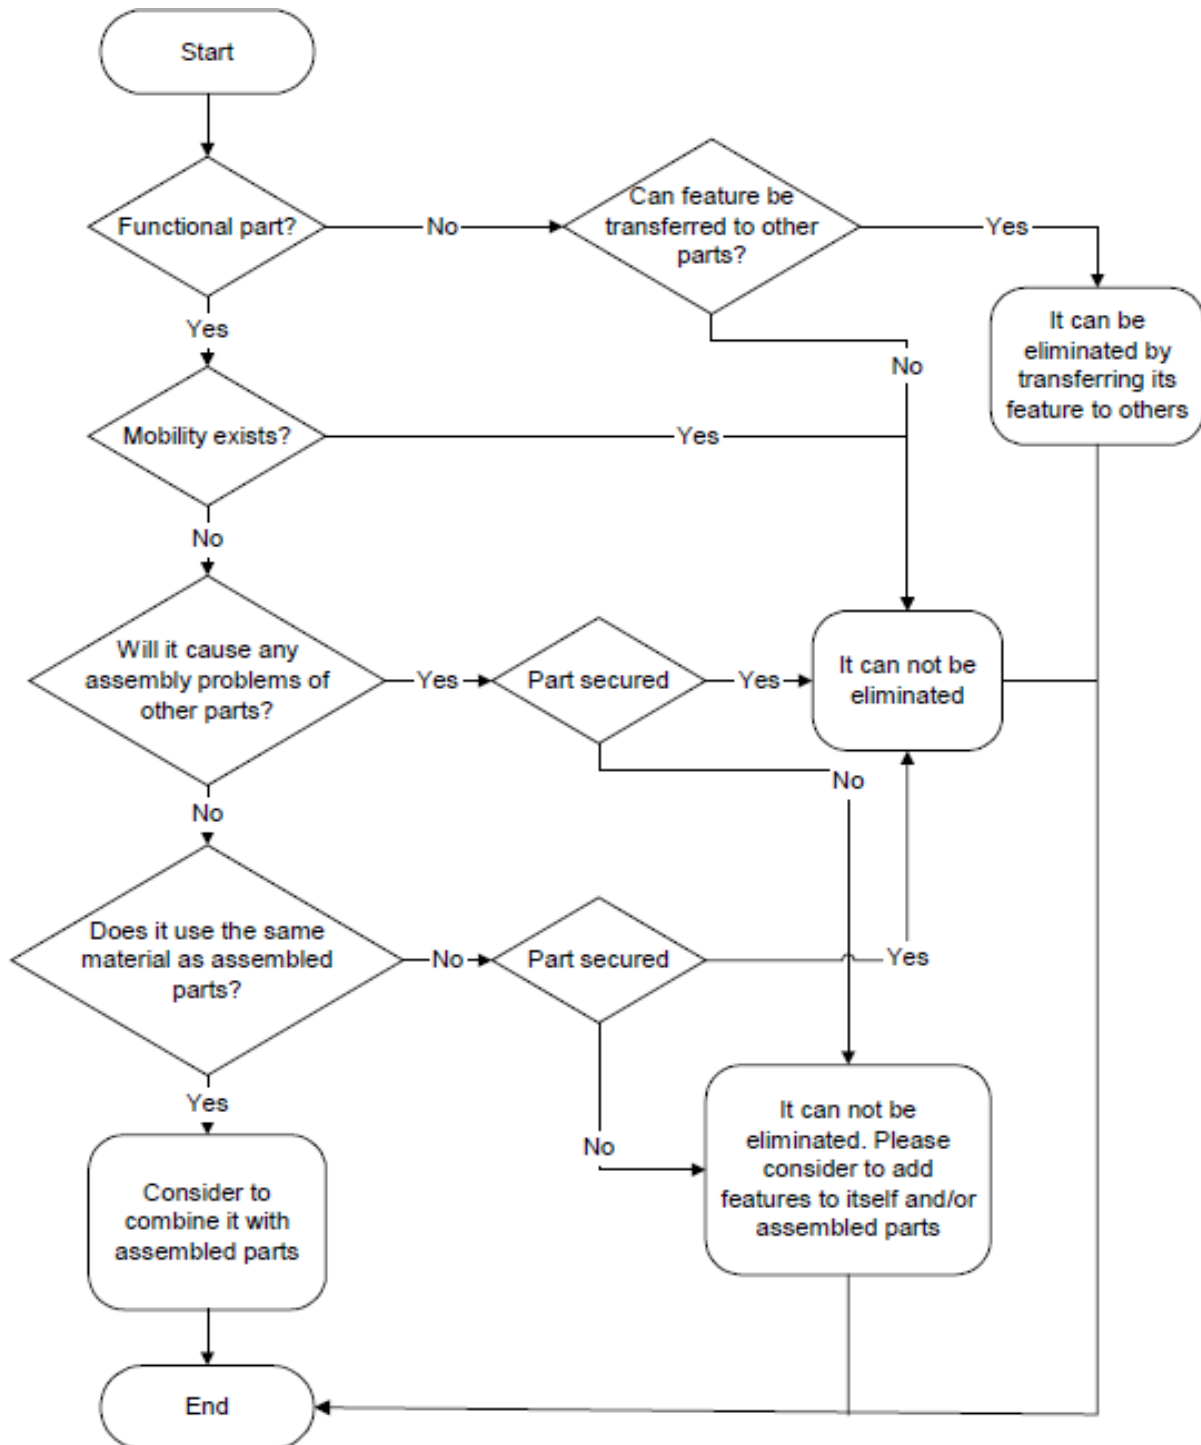 Start
Functional part?
No
Can feature be
transferred to other
parts?
Yes
It can be
eliminated by
transferring its
feature to others
Yes
No
Mobility exists?
Yes
No
Will it cause any
assembly problems of
other parts?
Yes
Part secured
Yes
It can not be
eliminated
No
No
Does it use the same
material as assembled
parts?
No
Part secured
Yes
Yes
No
It can not be
eliminated. Please
consider to add
features to itself and/or
assembled parts
Consider to
combine it with
assembled parts
End